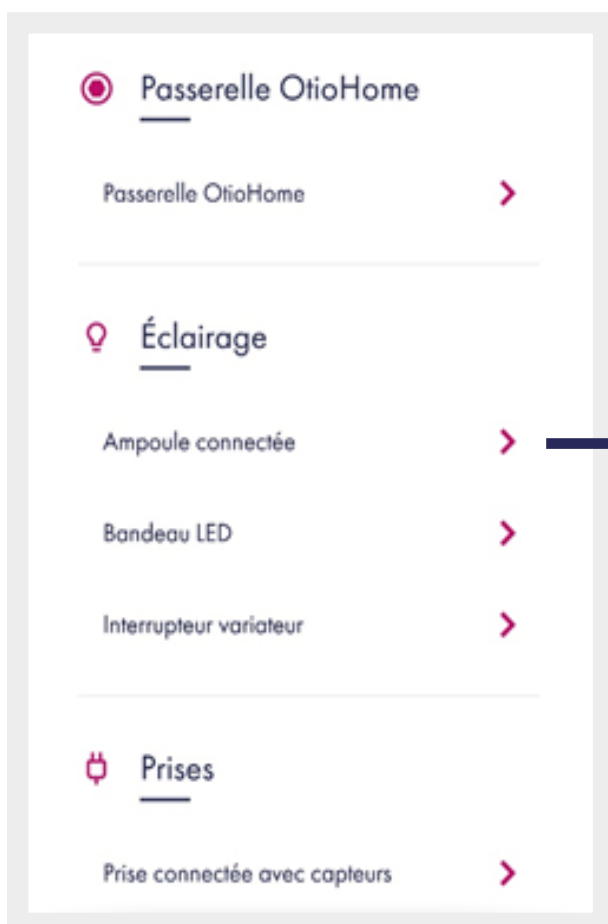 Passerelle OtioHome
Passerelle OtioHome
Éclairage
Ampoule connectée
Bandeau LED
Interrupteur variateur
Prises
Prise connectée avec capteurs